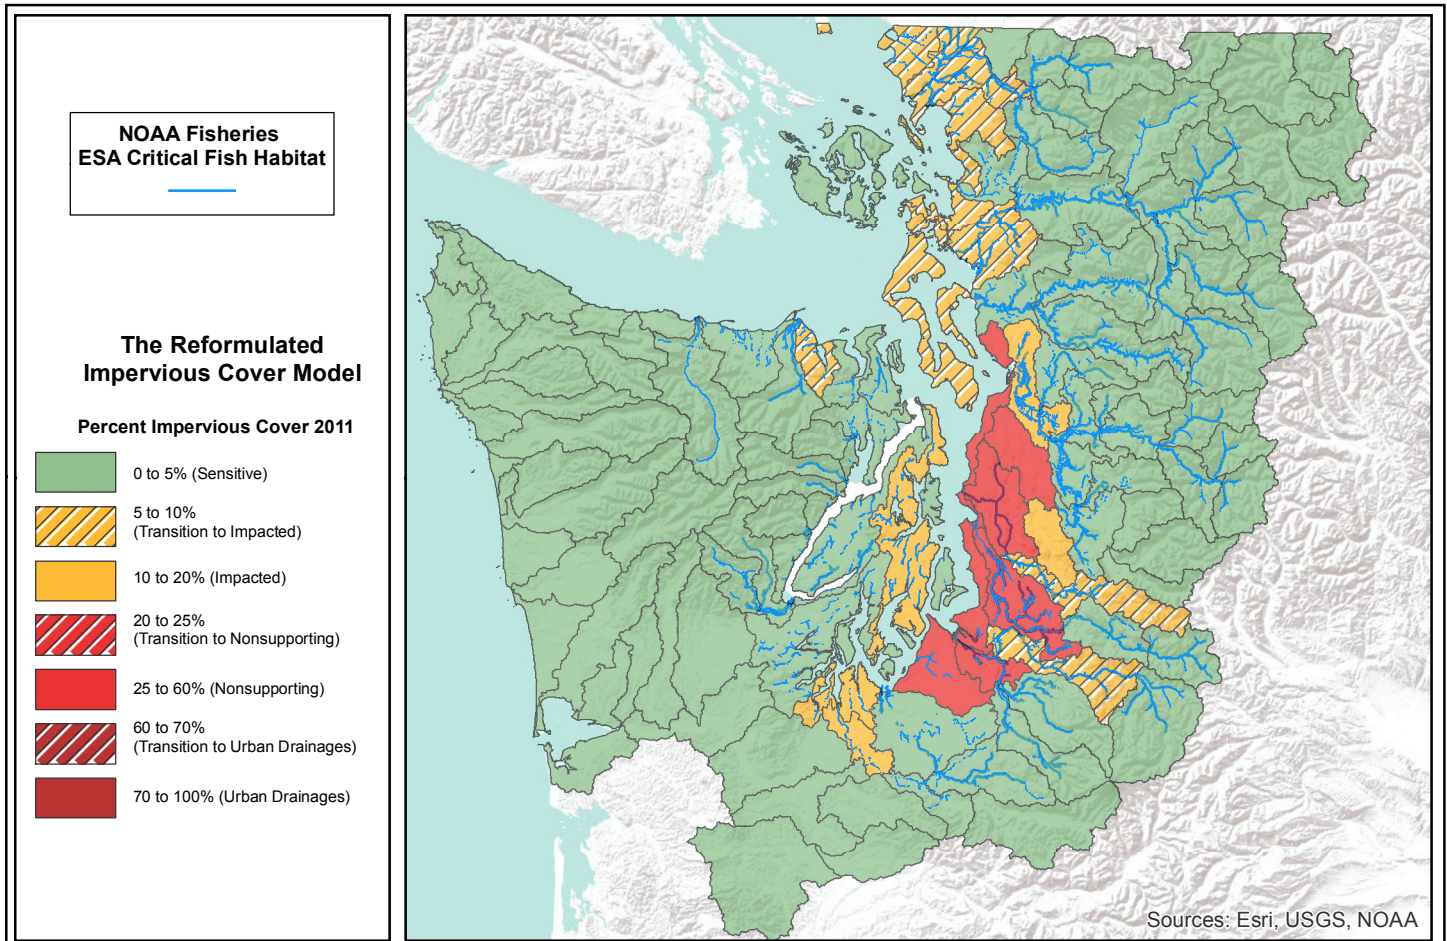 NOAA Fisheries
ESA Critical Fish Habitat
The Reformulated
Impervious Cover Model
Percent Impervious Cover 2011
0 to 5% (Sensitive)
5 to 10%
(Transition to Impacted)
10 to 20% (Impacted)
20 to 25%
(Transition to Nonsupporting)
25 to 60% (Nonsupporting)
60 to 70%
(Transition to Urban Drainages)
70 to 100% (Urban Drainages)
Sources: Esri, USGS, NOAA